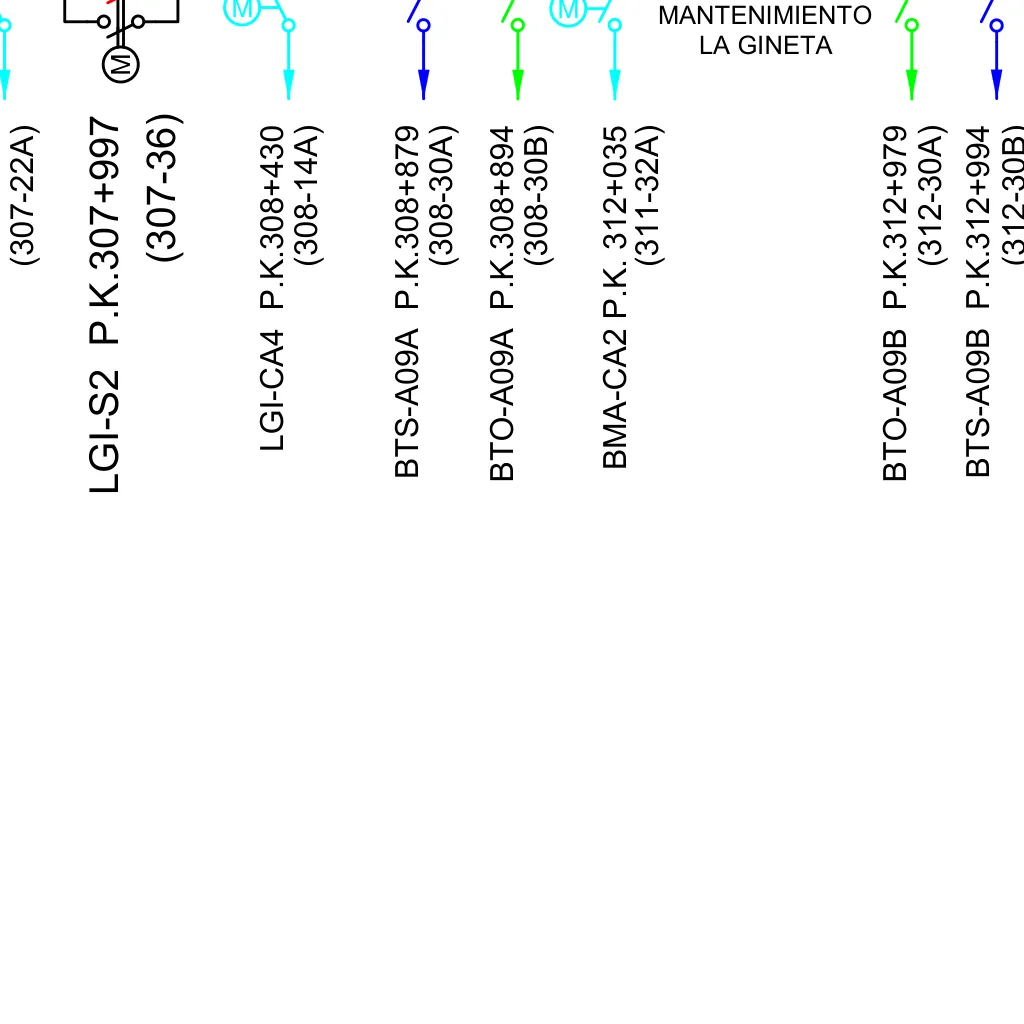 M
M
MANTENIMIENTO
LA GINETA
M
(307-22A)
LGI-S2 P.K.307+997
(307-36)
LGI-CA4 P.K.308+430
(308-14A)
BTS-A09A P.K.308+879
(308-30A)
BTO-A09A P.K.308+894
(308-30B)
BMA-CA2 P.K. 312+035
(311-32A)
BTO-A09B P.K.312+979
(312-30A)
BTS-A09B P.K.312+994
(312-30B)